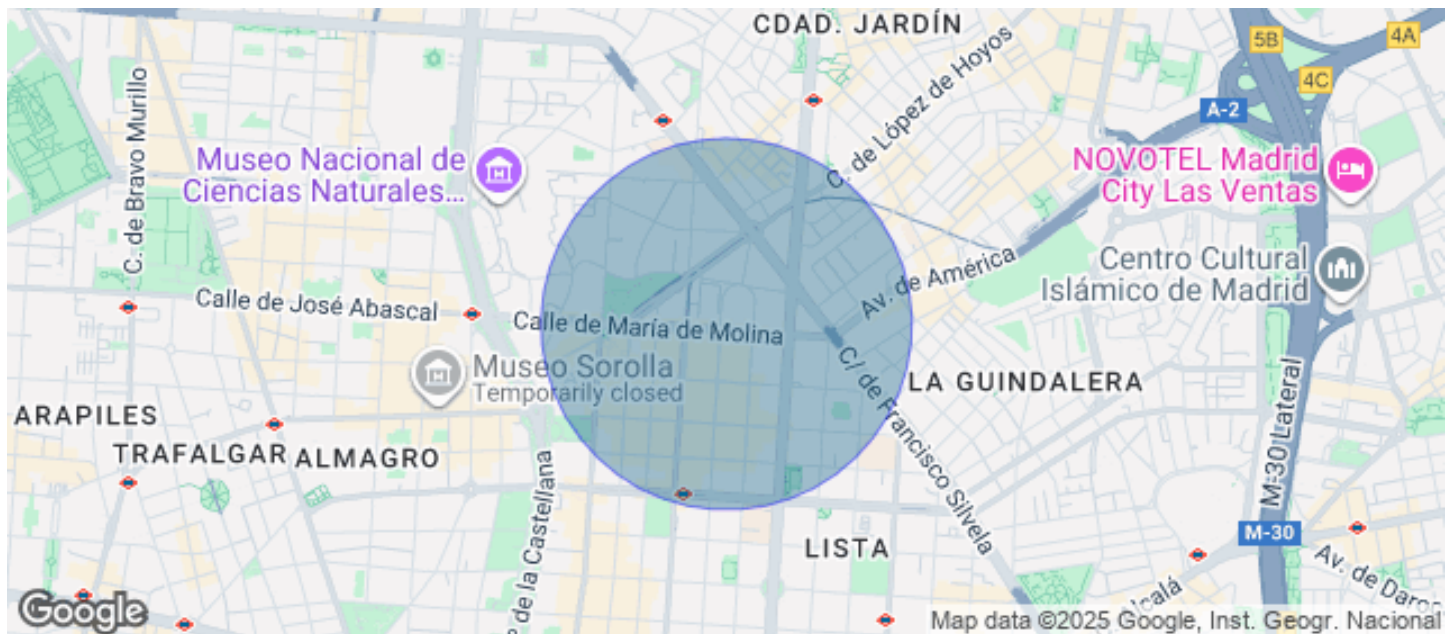 CDAD. JARDÍN
5B
4A
4C
A-2
C. de López de Hoyos
C. de Bravo Murillo
Museo Nacional de
Ciencias Naturales...
NOVOTEL Madrid
City Las Ventas
Centro Cultural
Islámico de Madrid
Av. de América
Calle de José Abascal
Calle de María de Molina
Museo Sorolla
Temporarily closed
C/ de Francisco Silvela
LA GUINDALERA
ARAPILES
TRAFALGAR
ALMAGRO
M-30 Lateral
de la Castellana
LISTA
M-30
Av. de Daroc
Alcalá
Google
Map data ©2025 Google, Inst. Geogr. Nacional